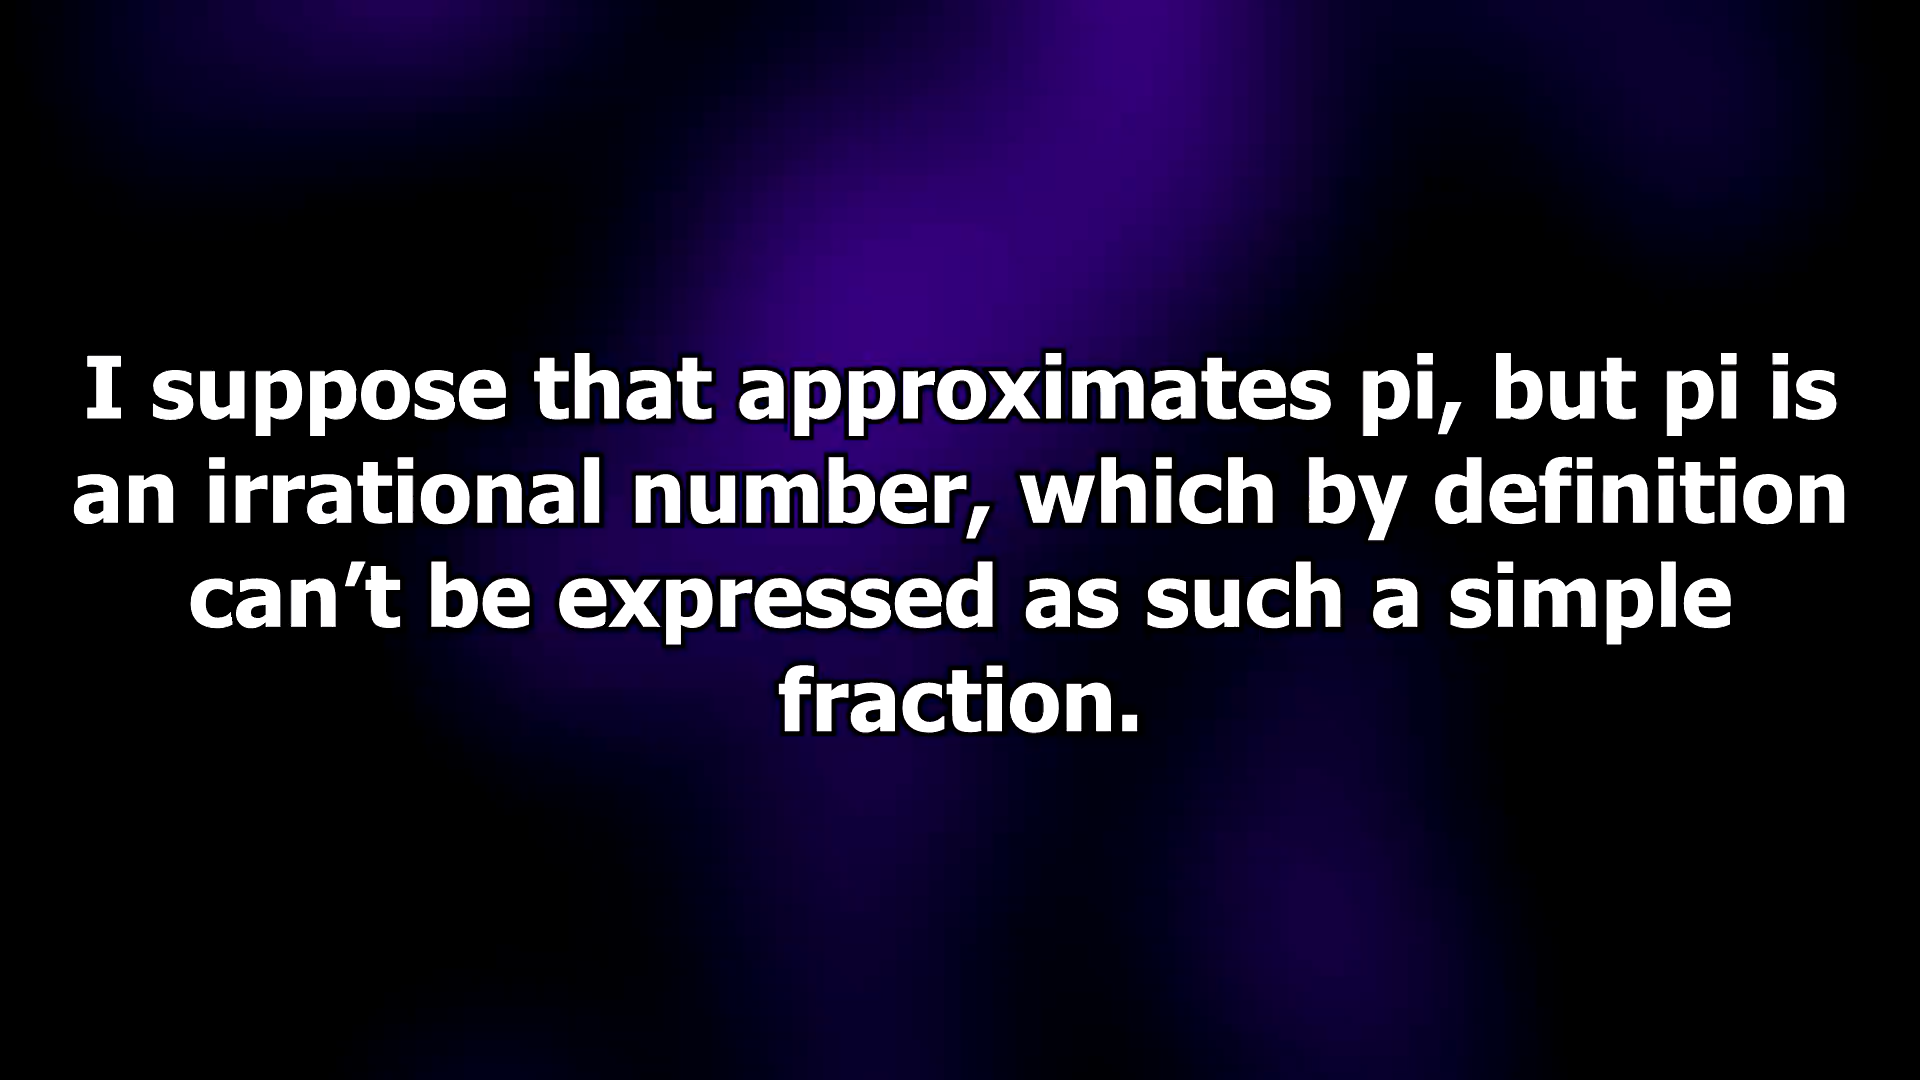 I suppose that approximates pi, but pi is
an irrational number, which by definition
can’t be expressed as such a simple
fraction.